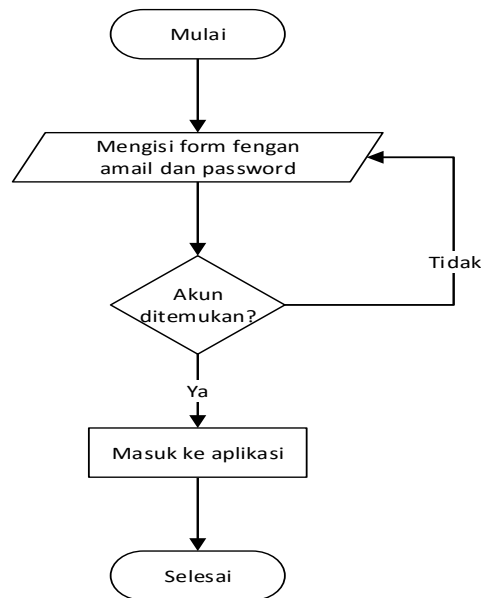 Mulai
Mengisi form fengan
amail dan password
Tidak
Akun
ditemukan?
Ya
Masuk ke aplikasi
Selesai